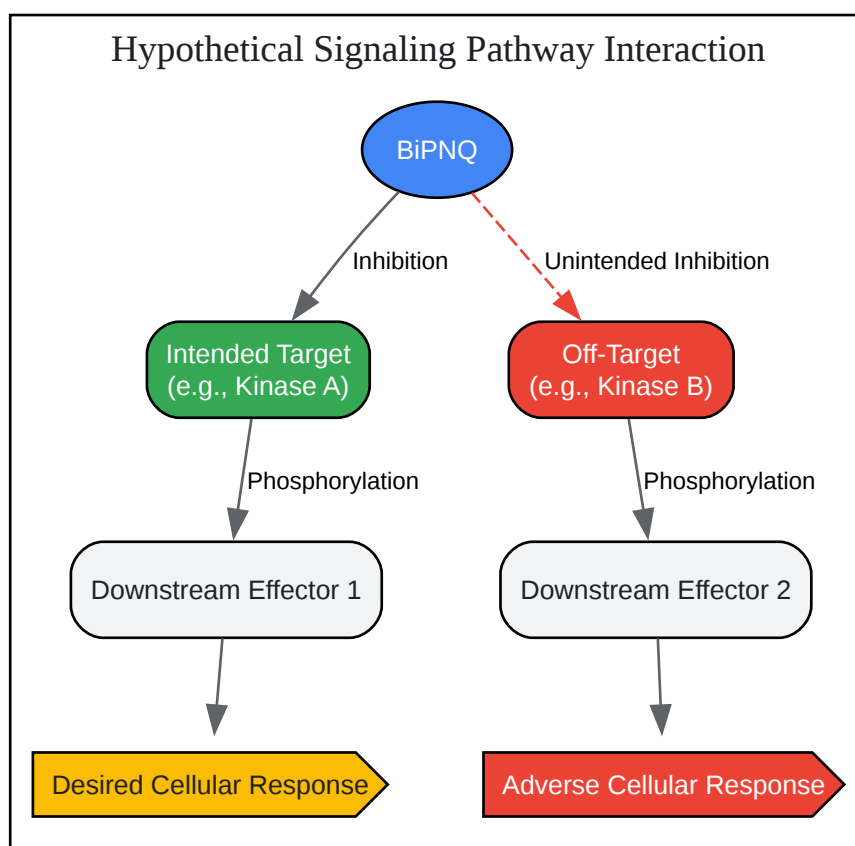 Hypothetical Signaling Pathway Interaction
BiPNQ
Inhibition
Unintended Inhibition
Intended Target
(e.g., Kinase A)
Off-Target
(e.g., Kinase B)
Phosphorylation
Phosphorylation
Downstream Effector 1
Downstream Effector 2
Desired Cellular Response
Adverse Cellular Response